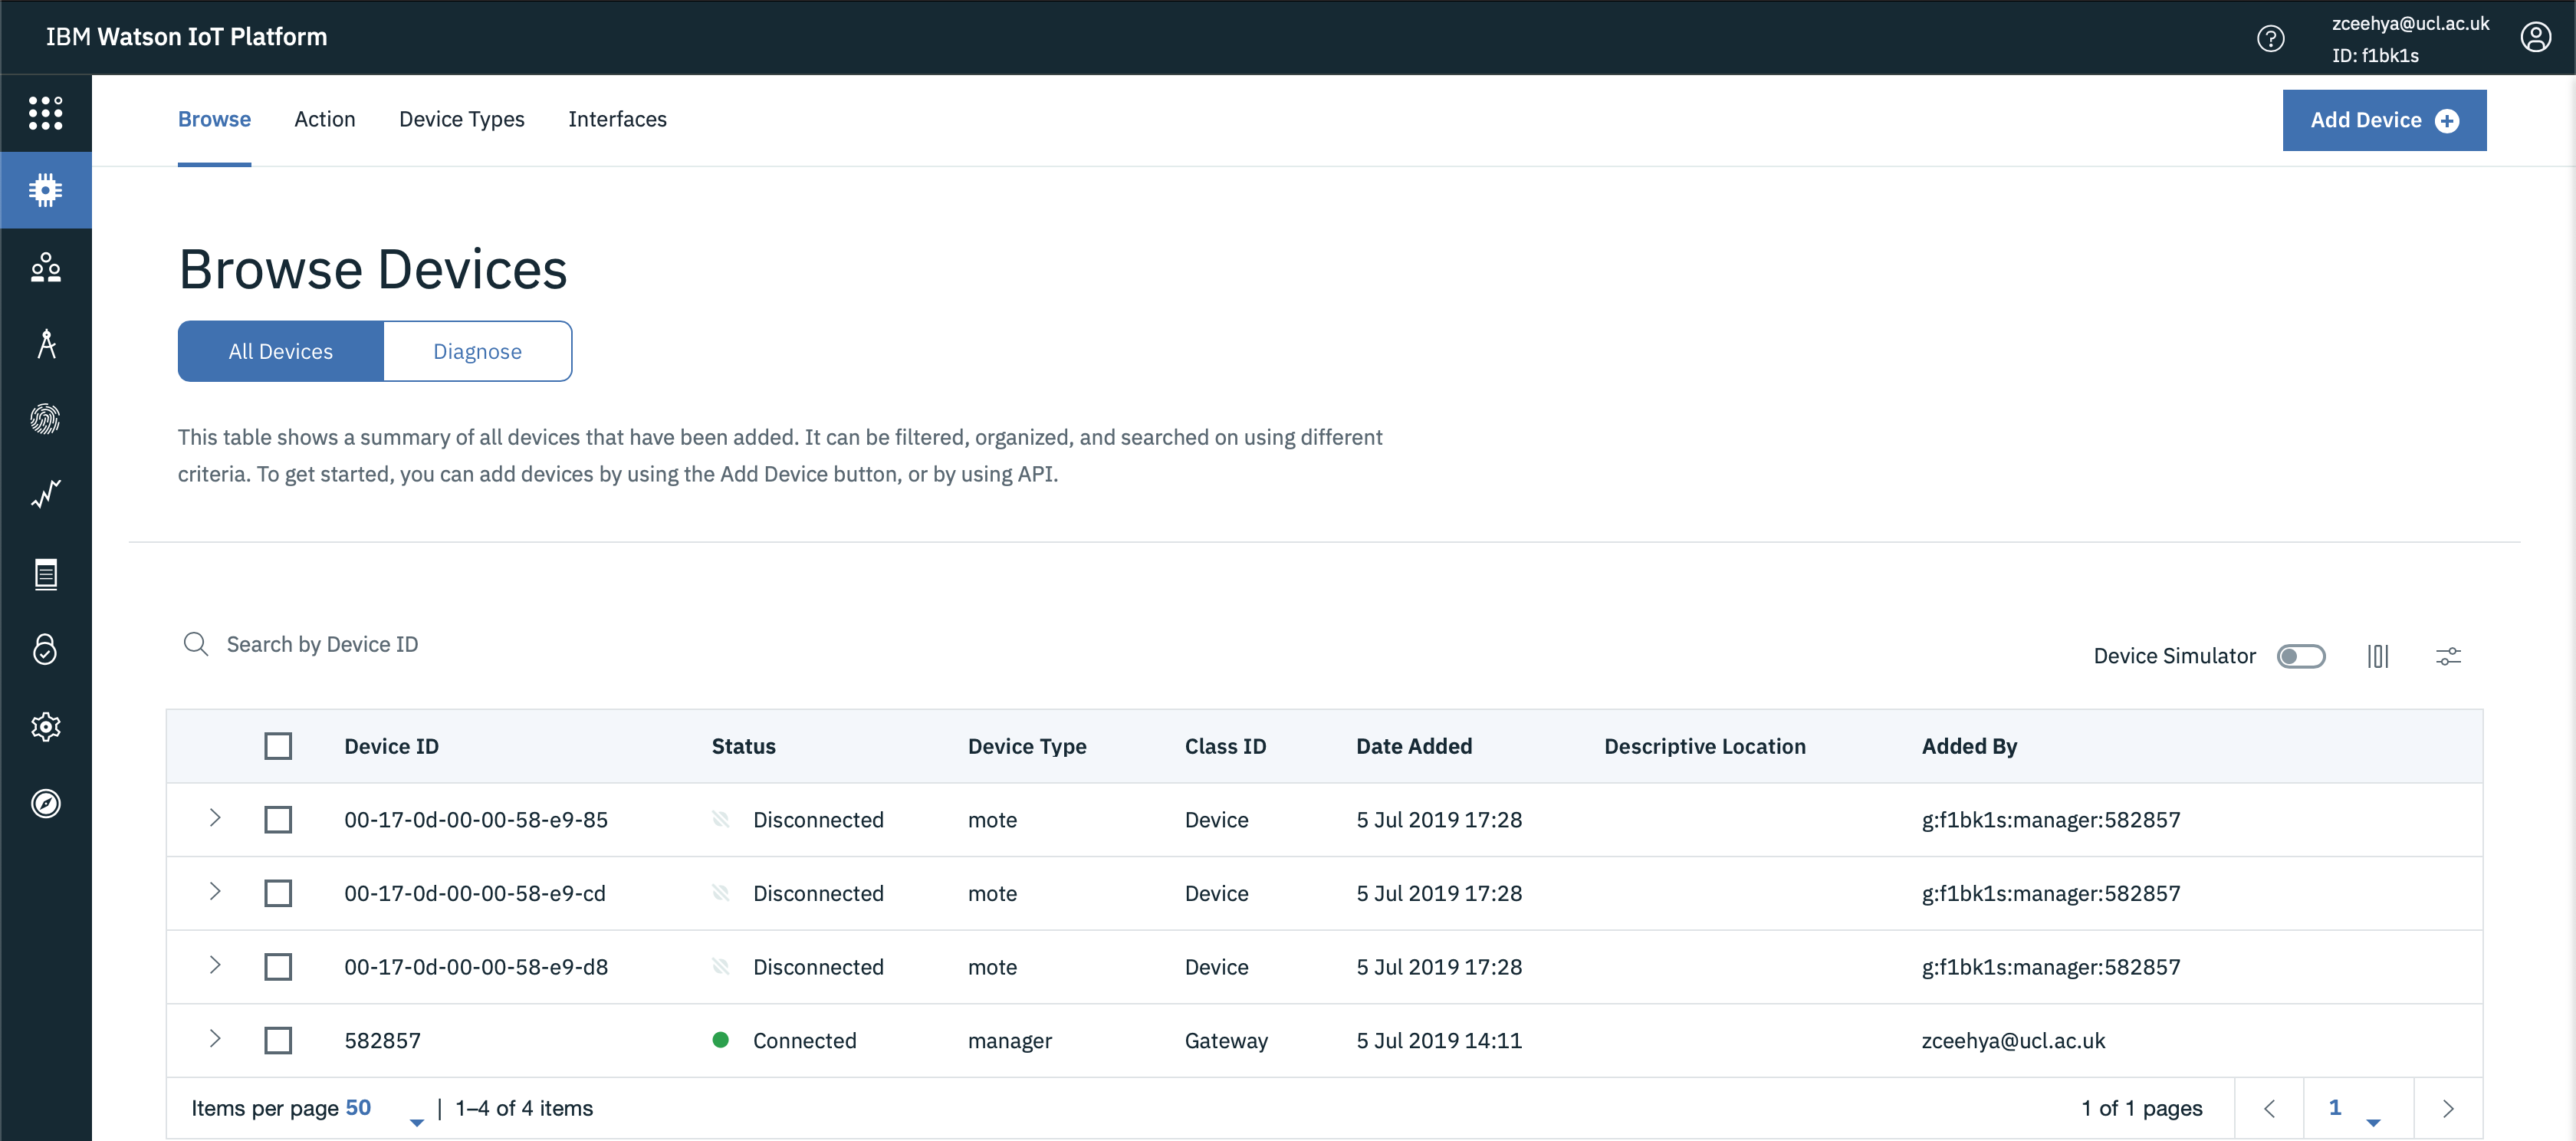 IBM Watson IoT Platform
zceehya@ucl.ac.uk
ID: f1bk1s
Browse Action Device Types Interfaces
Add Device
Browse Devices
All Devices Diagnose
This table shows a summary of all devices that have been added. It can be filtered, organized, and searched on using different
criteria. To get started, you can add devices by using the Add Device button, or by using API.
Search by Device ID
Device Simulator
Device ID Status Device Type Class ID Date Added Descriptive Location Added By
00-17-0d-00-00-58-e9-85 Disconnected mote Device 5 Jul 2019 17:28 g:f1bk1s:manager:582857
00-17-0d-00-00-58-e9-cd Disconnected mote Device 5 Jul 2019 17:28 g:f1bk1s:manager:582857
00-17-0d-00-00-58-e9-d8 Disconnected mote Device 5 Jul 2019 17:28 g:f1bk1s:manager:582857
582857 Connected manager Gateway 5 Jul 2019 14:11 zceehya@ucl.ac.uk
Items per page 50 | 1–4 of 4 items 1 of 1 pages 1